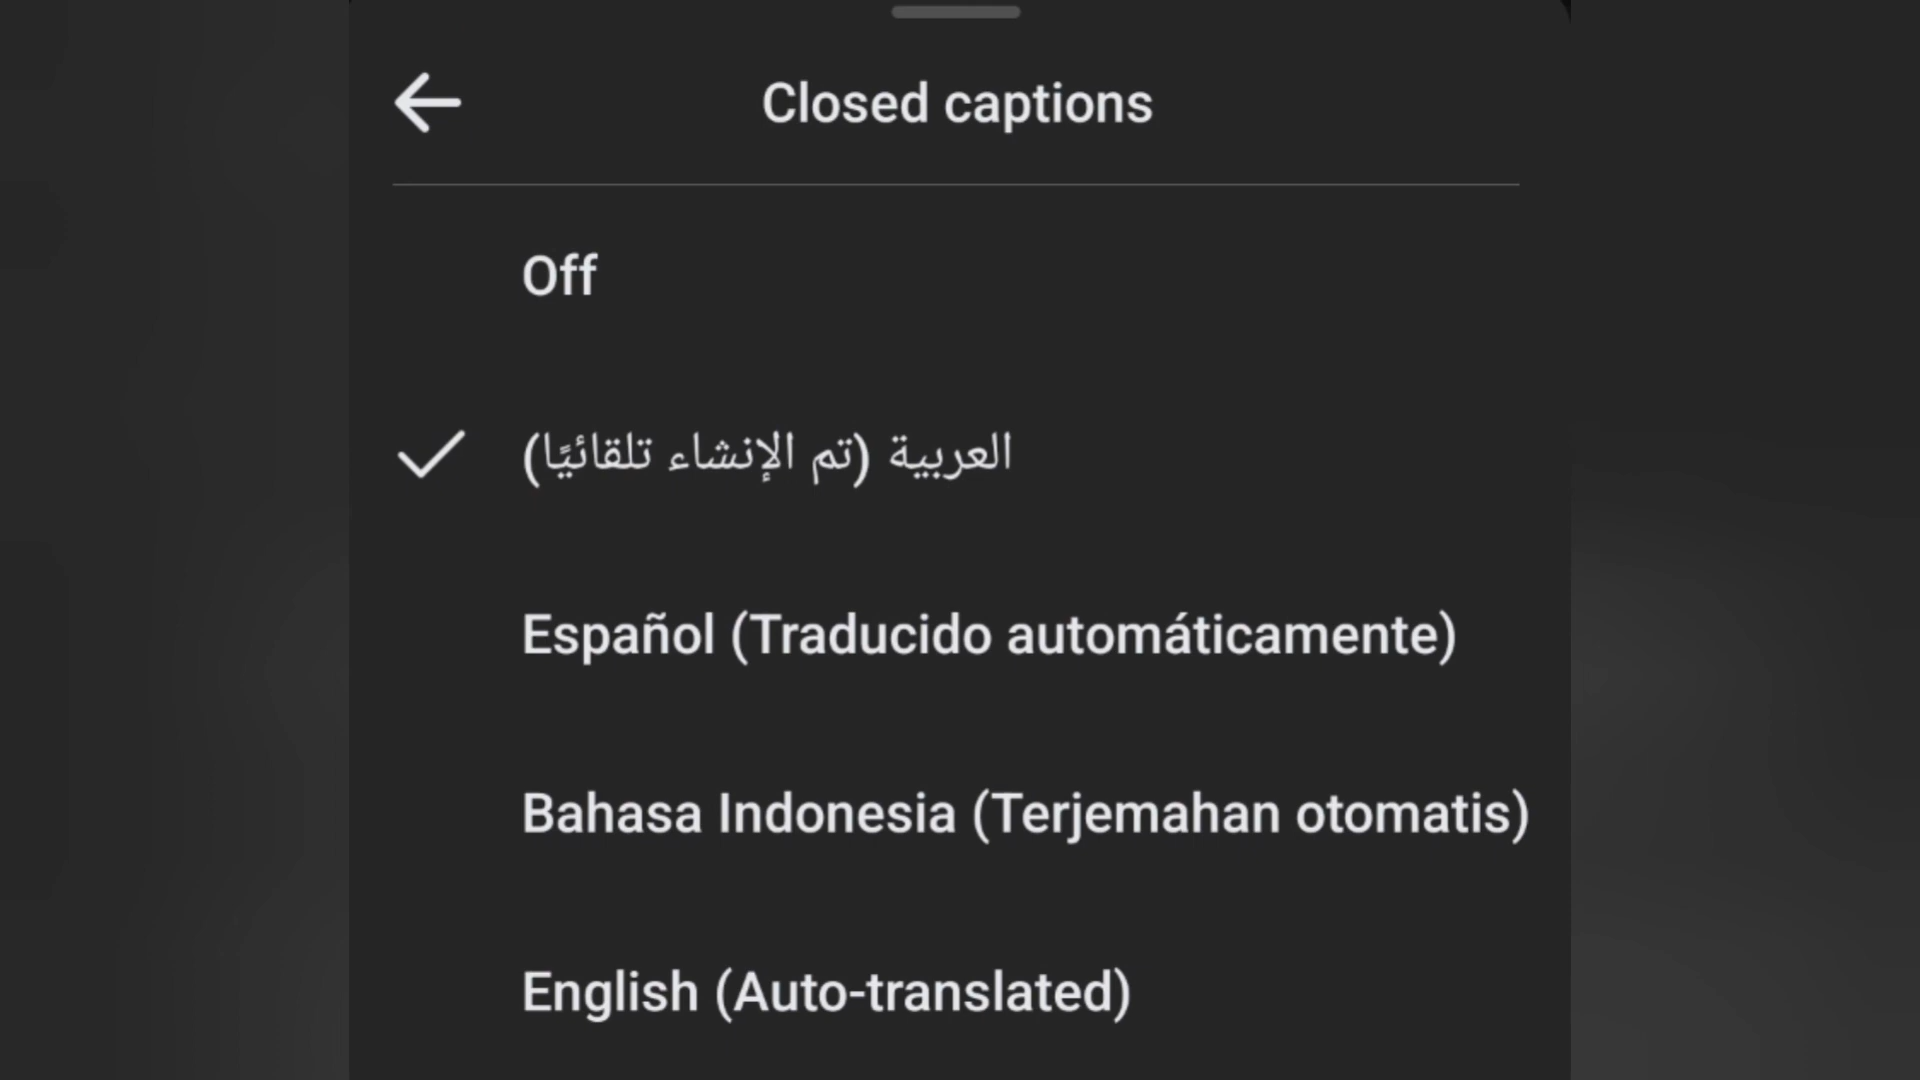 Closed captions
Off
العربية (تم الإنشاء تلقائيًا)
Español (Traducido automáticamente)
Bahasa Indonesia (Terjemahan otomatis)
English (Auto-translated)